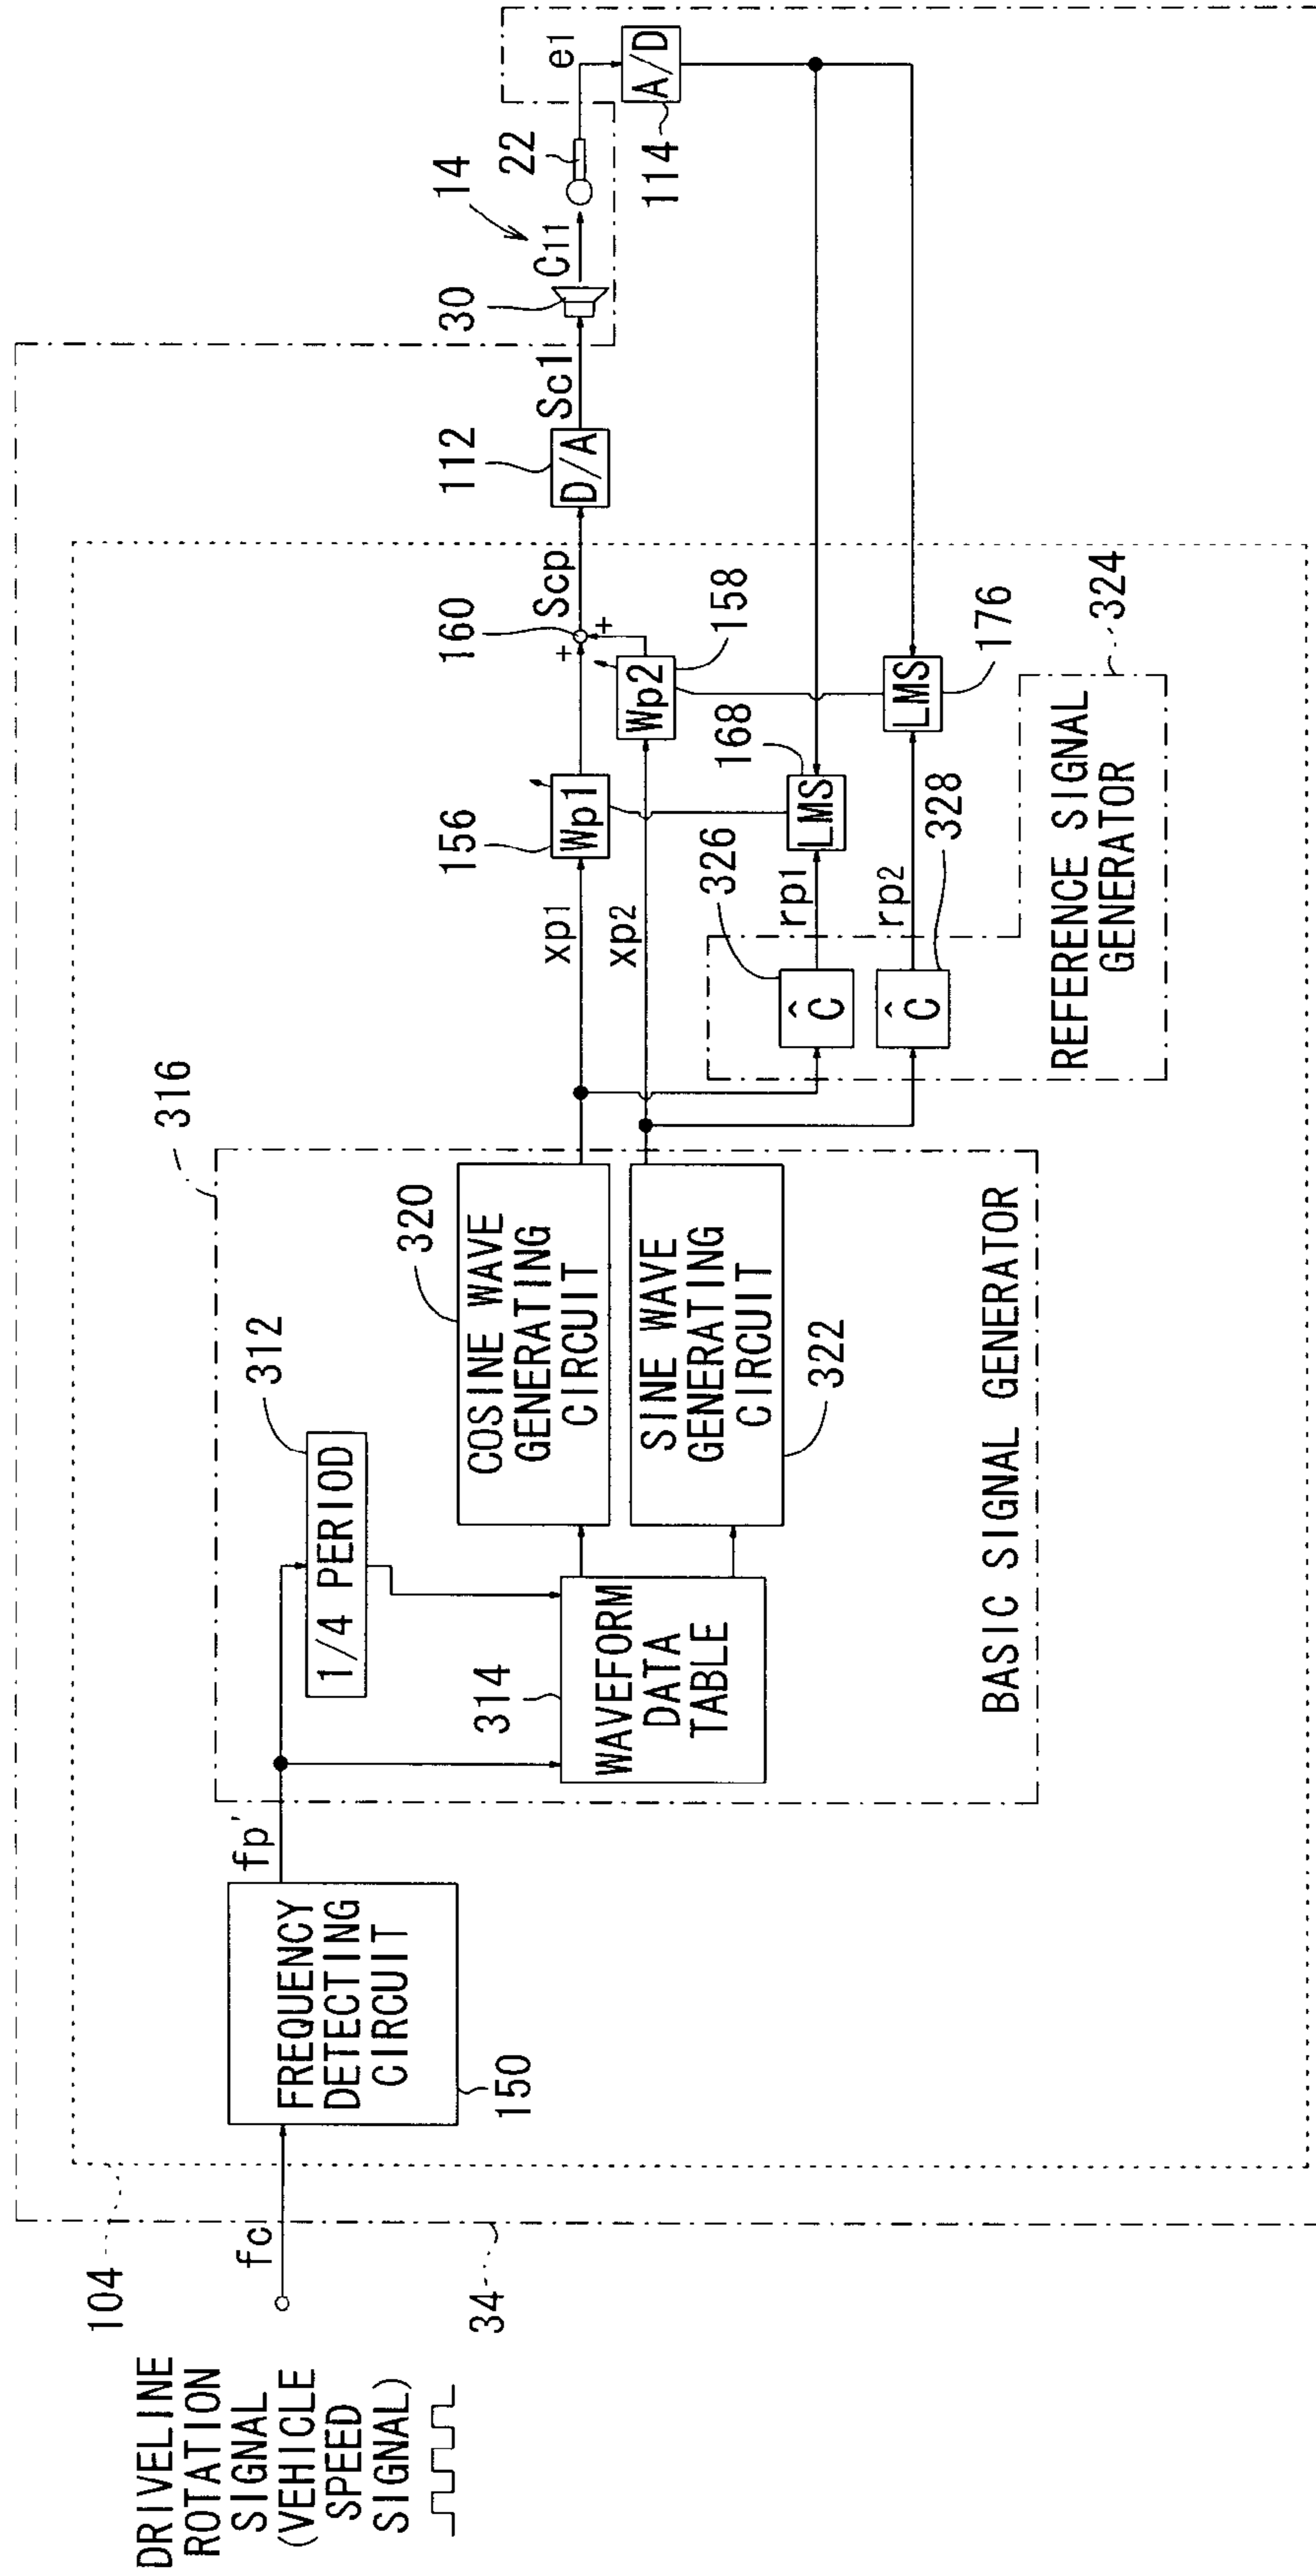 DRIVELINE
ROTATION
SIGNAL
(VEHICLE
SPEED
SIGNAL)
104
34
fc
FREQUENCY
DETECTING
CIRCUIT
150
fp'
316
312
1/4 PERIOD
314
WAVEFORM
DATA
TABLE
320
COSINE WAVE
GENERATING
CIRCUIT
SINE WAVE
GENERATING
CIRCUIT
322
BASIC SIGNAL GENERATOR
xp1
xp2
156
Wp1
Wp2
158
160
+
+
Scp
112
D/A
Sc1
30
C11
14
22
e1
A/D
114
326
Ĉ
rp1
168
LMS
Ĉ
328
rp2
LMS
176
324
REFERENCE SIGNAL
GENERATOR